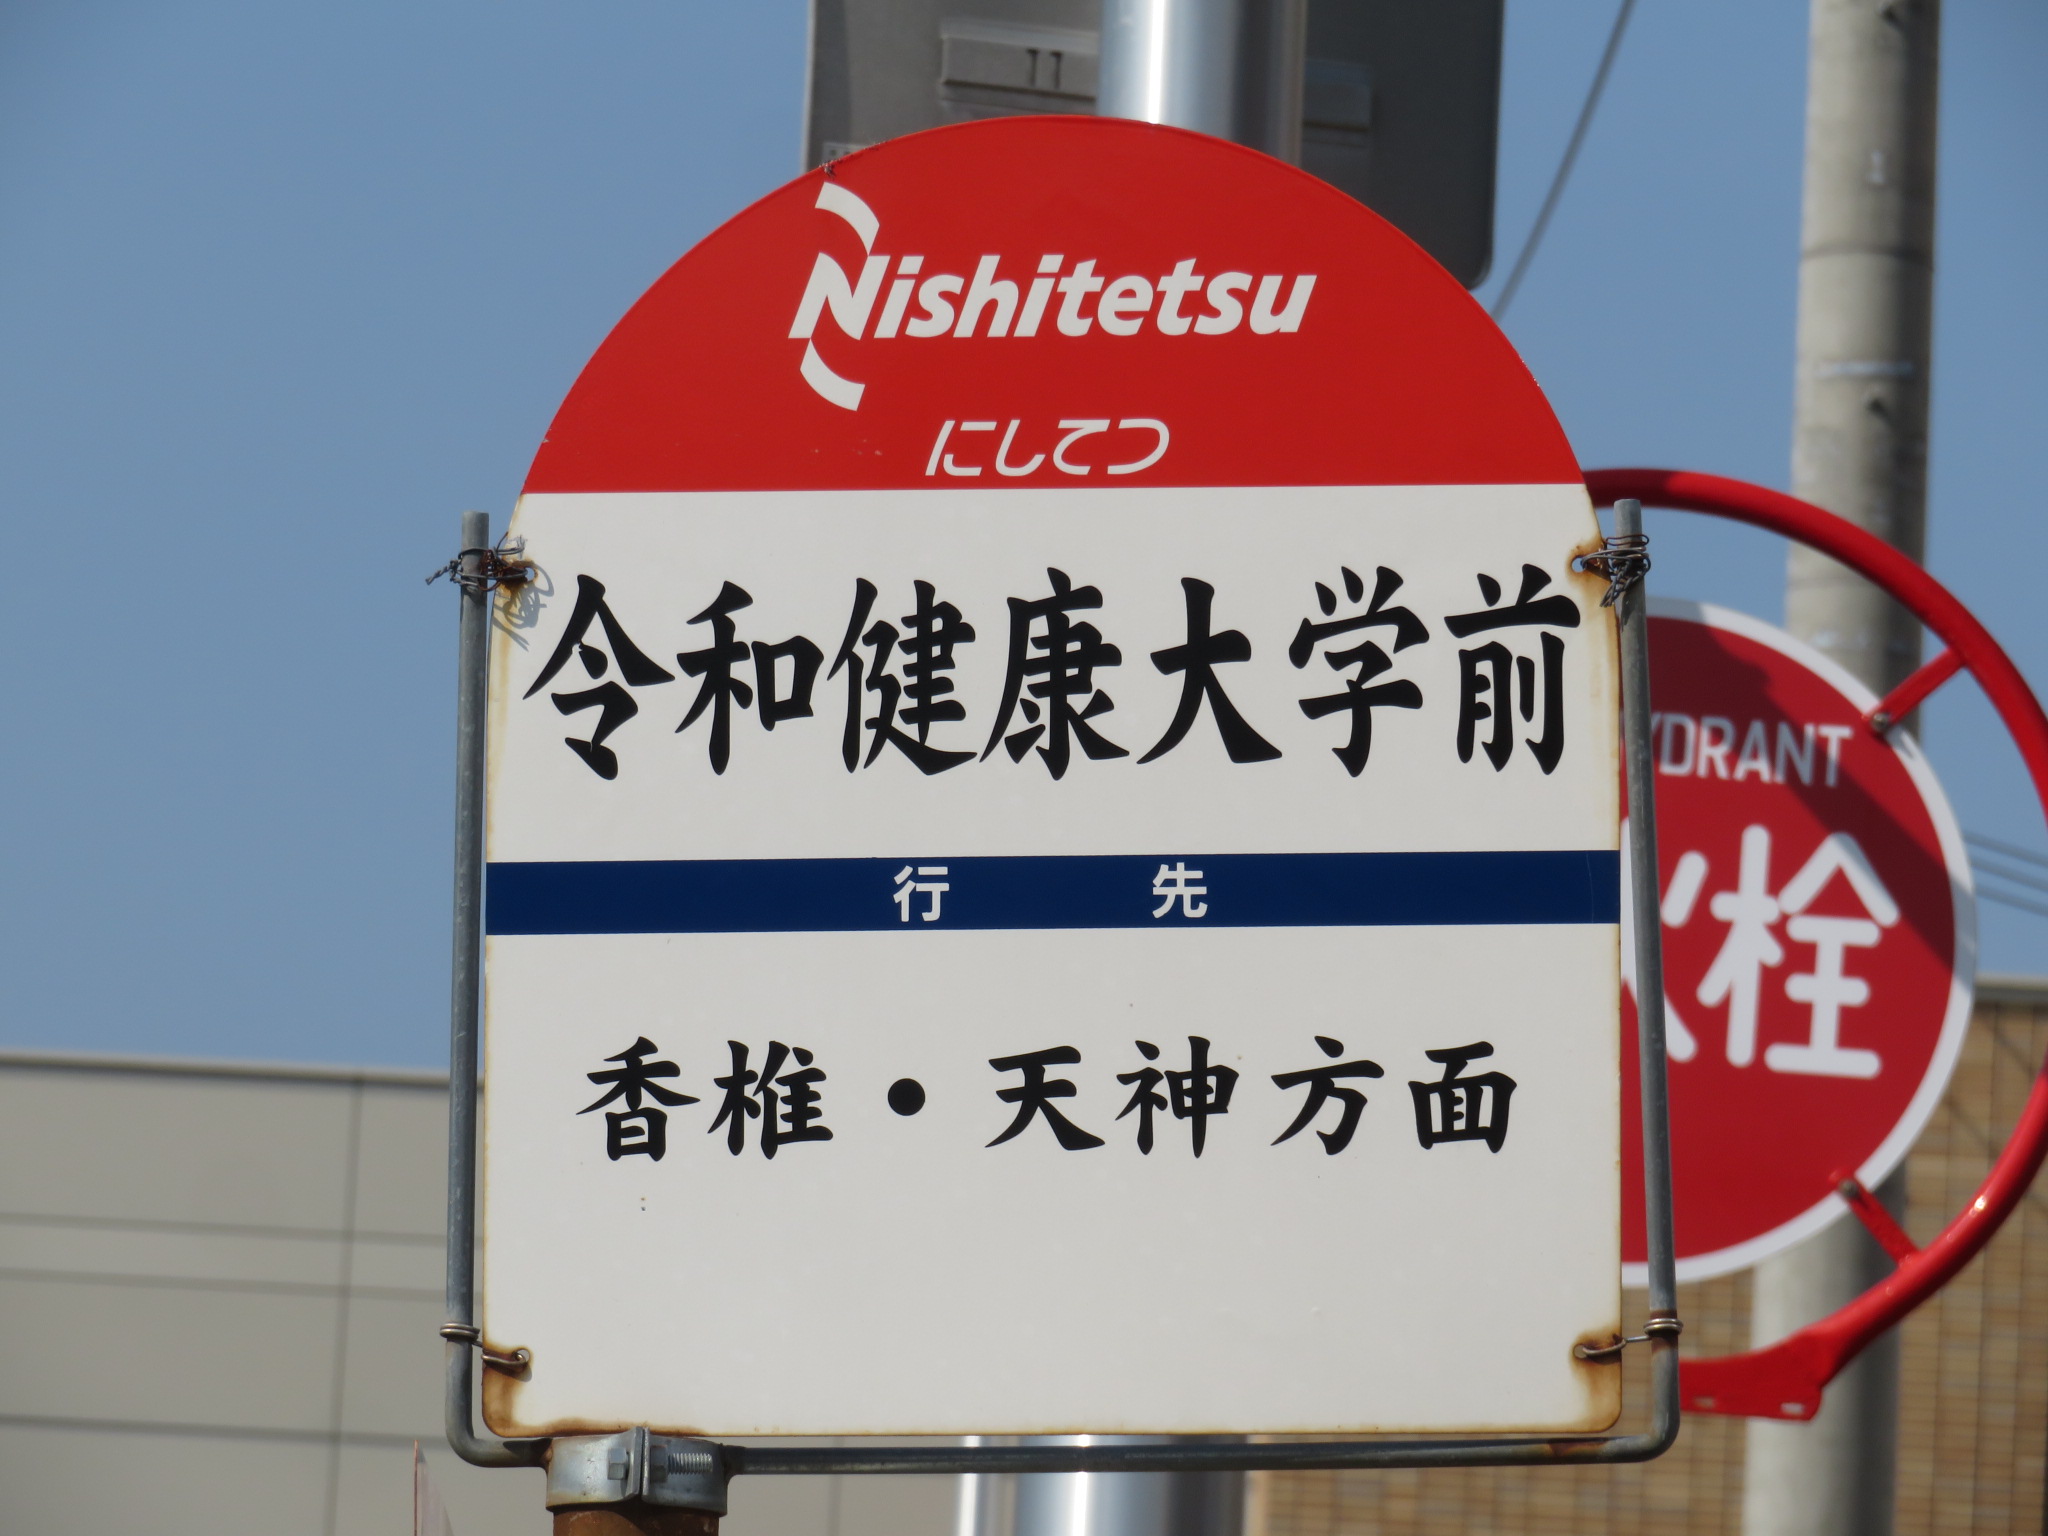 Nishitetsu
にしてつ
令和健康大学前
行先
香椎・天神方面
YDRANT
栓
11